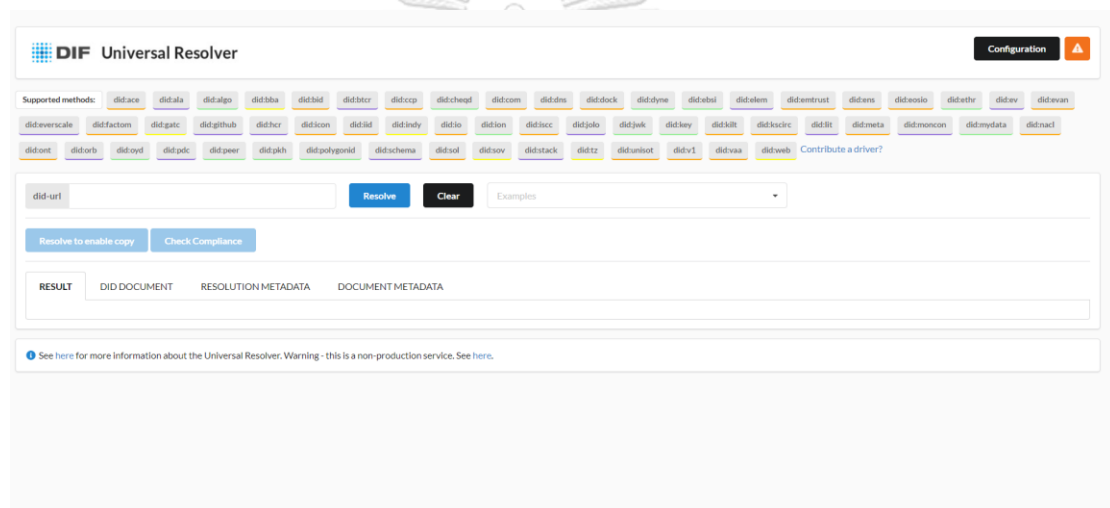 DIF Universal Resolver
Configuration
Supported methods: did:ace did:ala did:algo did:bba did:bid did:btcr did:ccp did:cheqd did:com did:dns did:dock did:dyne did:ebsi did:elem did:emtrust did:ens did:eosio did:ethr did:ev did:evan
did:everscale did:factom did:gatc did:github did:hcr did:icon did:iid did:indy did:io did:ion did:iscc did:jolo did:jwk did:key did:kilt did:kscirc did:lit did:meta did:moncon did:mydata did:nacl
did:ont did:orb did:oyd did:pdc did:peer did:pkh did:polygonid did:schema did:sol did:sov did:stack did:tz did:unisot did:v1 did:vaa did:web Contribute a driver?
did-url Resolve Clear Examples
Resolve to enable copy Check Compliance
RESULT DID DOCUMENT RESOLUTION METADATA DOCUMENT METADATA
See here for more information about the Universal Resolver. Warning - this is a non-production service. See here.